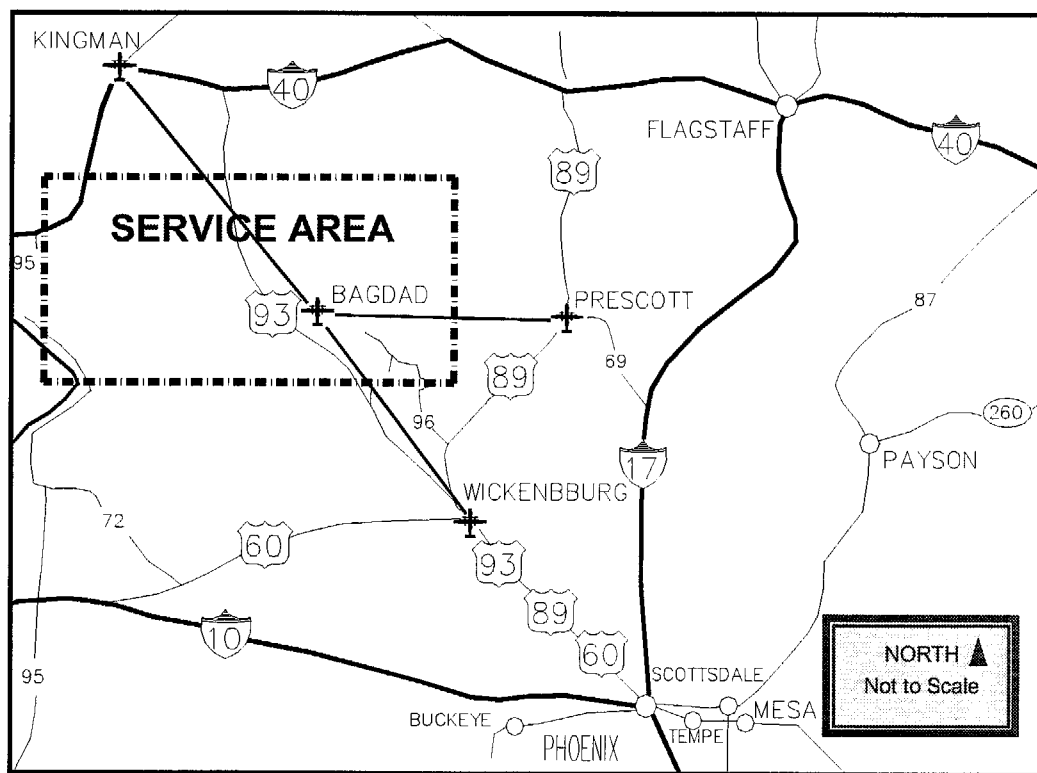 KINGMAN
40
FLAGSTAFF
40
89
SERVICE AREA
95
BAGDAD
PRESCOTT
93
87
89
69
96
260
PAYSON
17
WICKENBBURG
72
60
93
89
10
60
NORTH
Not to Scale
95
SCOTTSDALE
BUCKEYE
PHOENIX
TEMPE
MESA